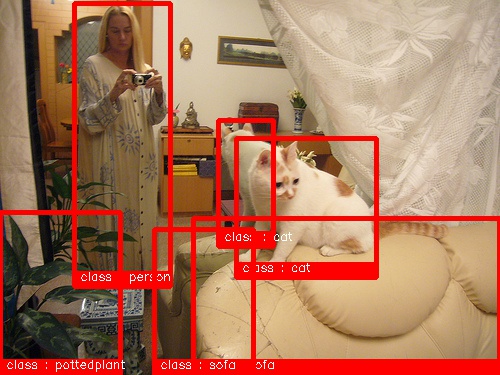 class : cat
class : cat
class : person
class : pottedplant
class : sofa
ofa